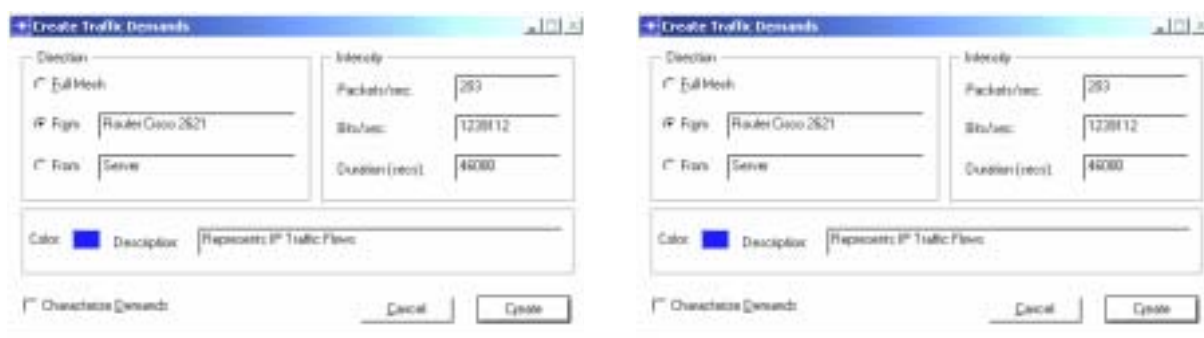 Create Traffic Demands
Direction
Full Mesh
From Router Cisco 2621
From Server
Intensity
Packets/sec: 283
Bits/sec:
Duration (secs): 46080
Color: Description: Represents IP Traffic Flows
Characterize Demands
Cancel Create
Create Traffic Demands
Direction
Full Mesh
From Router Cisco 2621
From Server
Intensity
Packets/sec: 283
Bits/sec:
Duration (secs): 46080
Color: Description: Represents IP Traffic Flows
Characterize Demands
Cancel Create